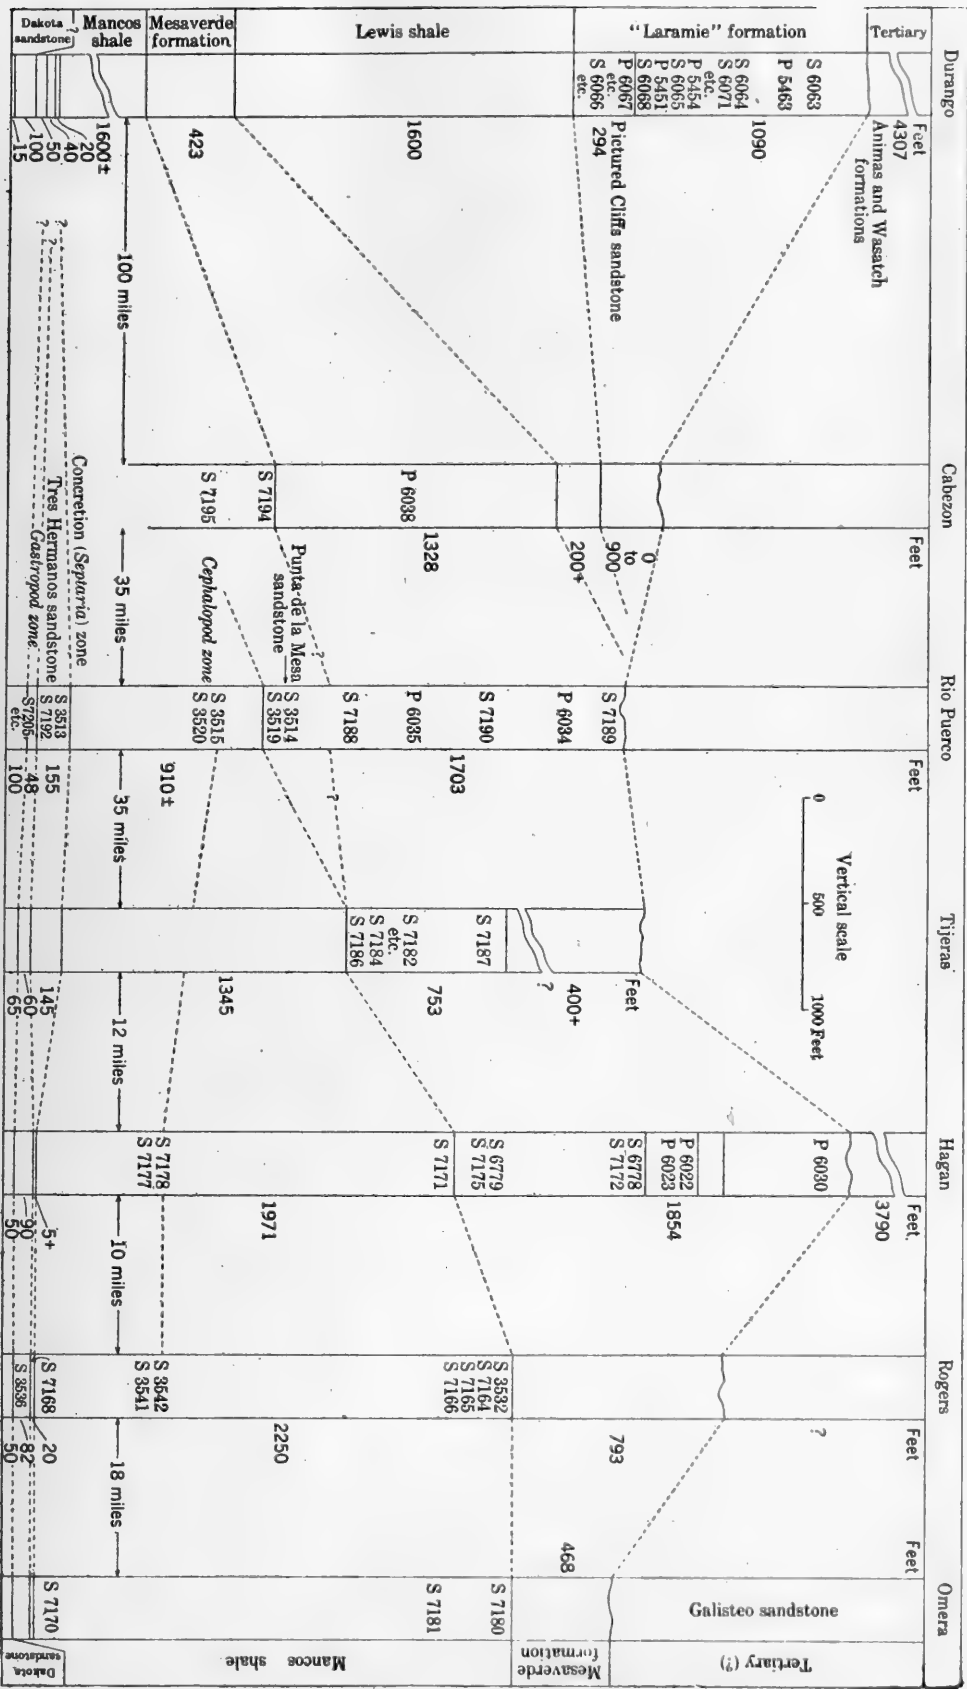 Durango
Cabezon
Rio Puerco
Tijeras
Hagan
Rogers
Omera
Tertiary
"Laramie" formation
Lewis shale
Mesaverde
formation
Mancos
shale
Dakota
sandstone
?
S 6063
P 5463
S 6064
S 6071
etc.
P 5454
S 6065
P 5451
S 6068
P 6067
etc.
S 6066
etc.
Feet
4307
Animas and Wasatch
formations
1090
Pictured Cliffs sandstone
294
1600
423
1600±
20
40
50
100
15
100 miles
?
?
?
Concretion (Septaria) zone
Tres Hermanos sandstone
Gastropod zone
P 6038
S 7194
S 7195
Feet
0
to
900
200+
1328
Punta de la Mesa
sandstone
?
Cephalopod zone
35 miles
S 7189
P 6034
S 7190
P 6035
S 7188
S 3514
S 3519
S 3515
S 3520
S 3513
S 7192
S 7205
etc.
Feet
1703
?
910±
35 miles
155
48
100
Vertical scale
0
500
1000 Feet
S 7187
S 7182
etc.
S 7184
S 7186
Feet
400+
?
753
1345
12 miles
145
60
65
P 6030
P 6022
P 6023
S 6778
S 7172
S 6779
S 7175
S 7171
S 7178
S 7177
Feet
3790
1854
1971
10 miles
5+
90
50
S 3532
S 7164
S 7165
S 7166
S 3542
S 3541
S 7168
S 3536
Feet
?
793
2250
18 miles
20
82
50
Feet
468
Galisteo sandstone
S 7180
S 7181
S 7170
Tertiary (?)
Mesaverde
formation
Mancos shale
Dakota
sandstone